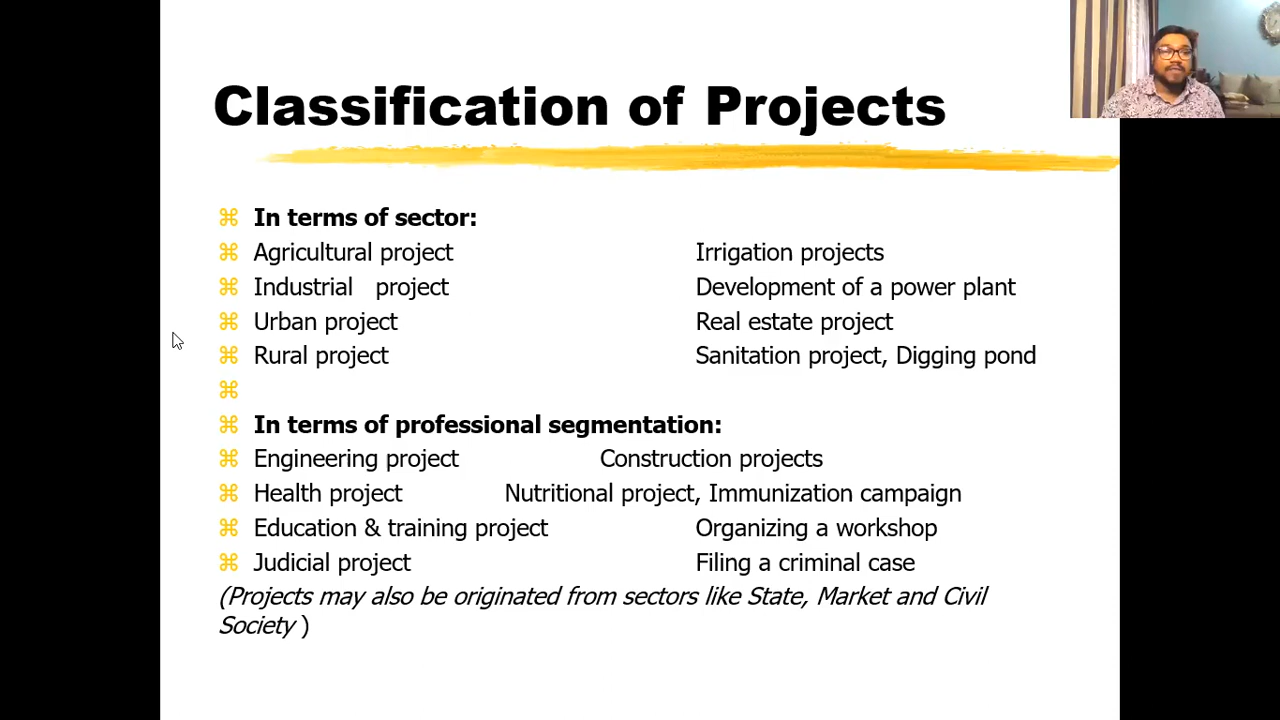 Classification of Projects
⌘ In terms of sector:
⌘ Agricultural project Irrigation projects
⌘ Industrial project Development of a power plant
⌘ Urban project Real estate project
⌘ Rural project Sanitation project, Digging pond
⌘
⌘ In terms of professional segmentation:
⌘ Engineering project Construction projects
⌘ Health project Nutritional project, Immunization campaign
⌘ Education & training project Organizing a workshop
⌘ Judicial project Filing a criminal case
(Projects may also be originated from sectors like State, Market and Civil
Society )